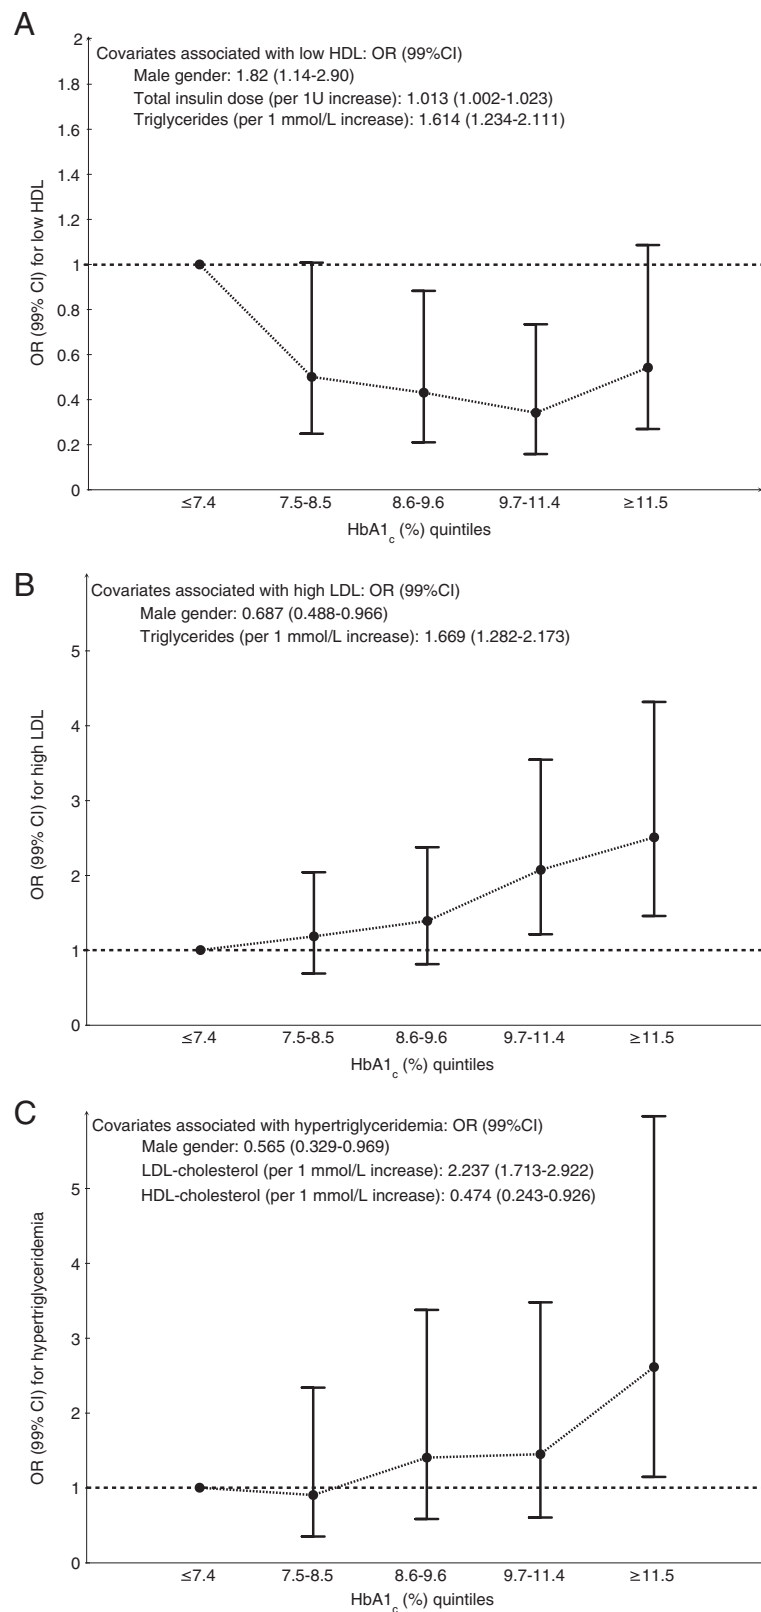 A
2
Covariates associated with low HDL: OR (99%CI)
1.8
Male gender: 1.82 (1.14-2.90)
Total insulin dose (per 1U increase): 1.013 (1.002-1.023)
1.6
Triglycerides (per 1 mmol/L increase): 1.614 (1.234-2.111)
1.4
1.2
1
0.8
0.6
0.4
0.2
0
OR (99% CI) for low HDL
≤7.4 7.5-8.5 8.6-9.6 9.7-11.4 ≥11.5
HbA1c (%) quintiles
B
Covariates associated with high LDL: OR (99%CI)
Male gender: 0.687 (0.488-0.966)
Triglycerides (per 1 mmol/L increase): 1.669 (1.282-2.173)
5
4
3
2
1
0
OR (99% CI) for high LDL
≤7.4 7.5-8.5 8.6-9.6 9.7-11.4 ≥11.5
HbA1c (%) quintiles
C
Covariates associated with hypertriglyceridemia: OR (99%CI)
Male gender: 0.565 (0.329-0.969)
LDL-cholesterol (per 1 mmol/L increase): 2.237 (1.713-2.922)
HDL-cholesterol (per 1 mmol/L increase): 0.474 (0.243-0.926)
5
4
3
2
1
0
OR (99% CI) for hypertriglyceridemia
≤7.4 7.5-8.5 8.6-9.6 9.7-11.4 ≥11.5
HbA1c (%) quintiles